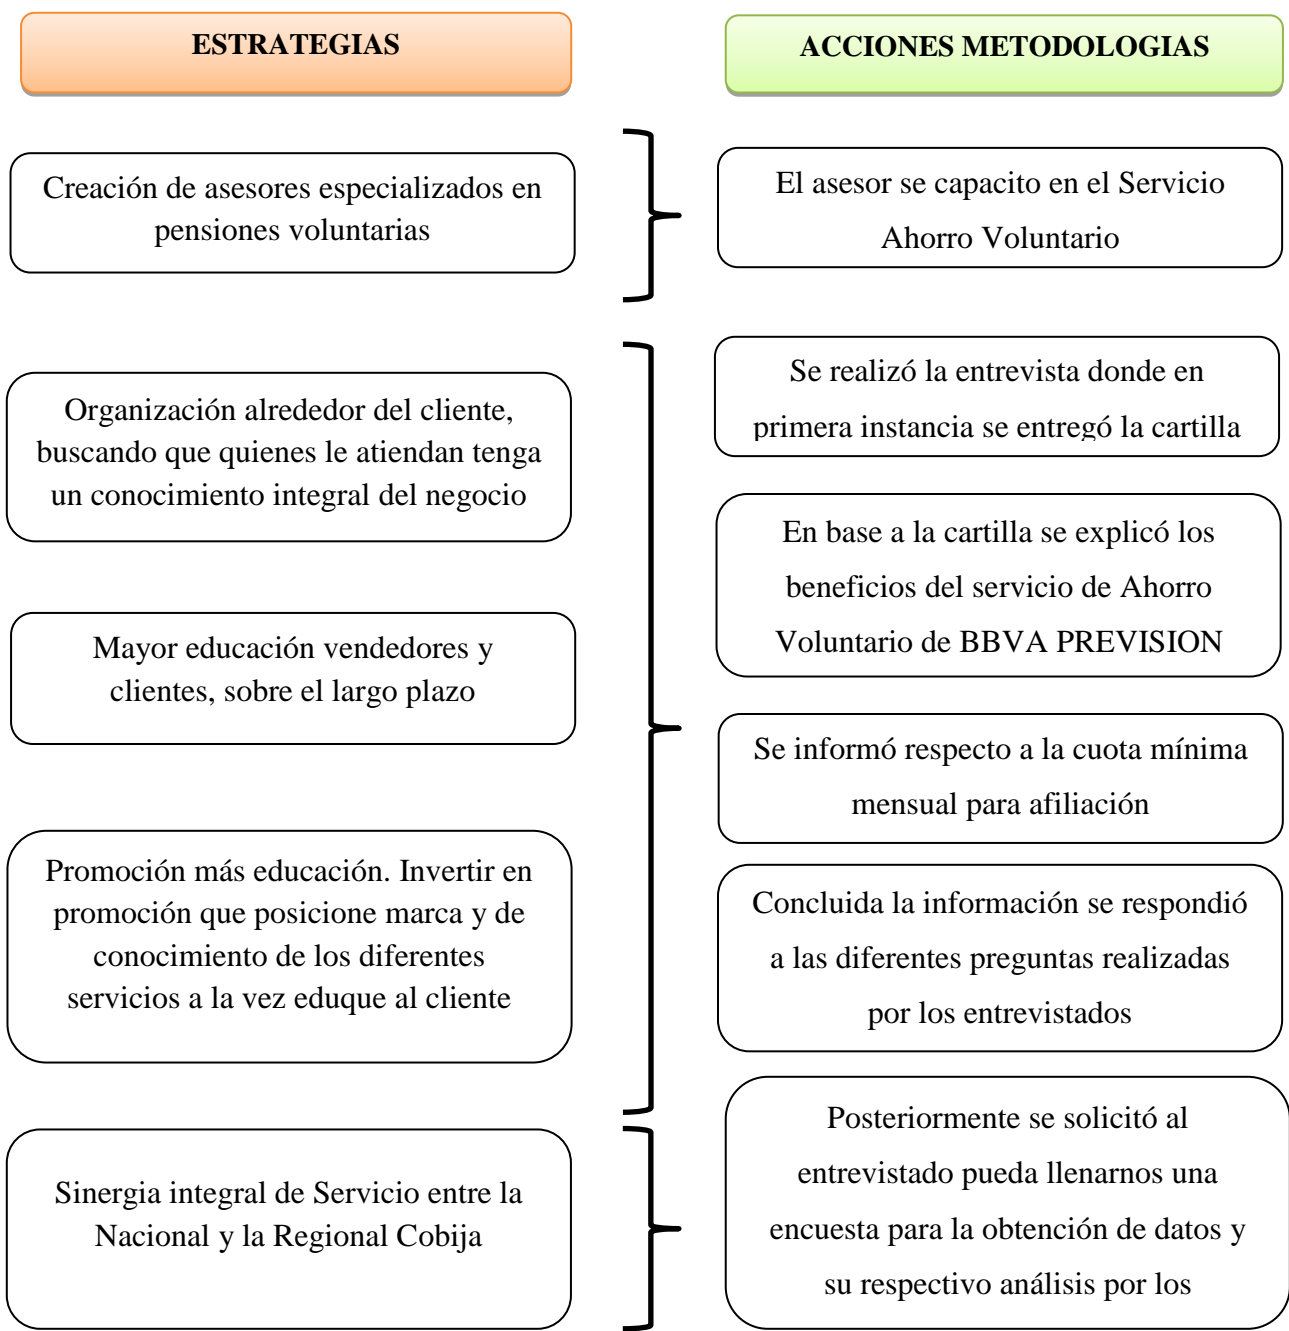 ESTRATEGIAS
ACCIONES METODOLOGIAS
Creación de asesores especializados en
pensiones voluntarias
El asesor se capacito en el Servicio
Ahorro Voluntario
Organización alrededor del cliente,
buscando que quienes le atiendan tenga
un conocimiento integral del negocio
Mayor educación vendedores y
clientes, sobre el largo plazo
Promoción más educación. Invertir en
promoción que posicione marca y de
conocimiento de los diferentes
servicios a la vez eduque al cliente
Se realizó la entrevista donde en
primera instancia se entregó la cartilla
En base a la cartilla se explicó los
beneficios del servicio de Ahorro
Voluntario de BBVA PREVISION
Se informó respecto a la cuota mínima
mensual para afiliación
Concluida la información se respondió
a las diferentes preguntas realizadas
por los entrevistados
Sinergia integral de Servicio entre la
Nacional y la Regional Cobija
Posteriormente se solicitó al
entrevistado pueda llenarnos una
encuesta para la obtención de datos y
su respectivo análisis por los